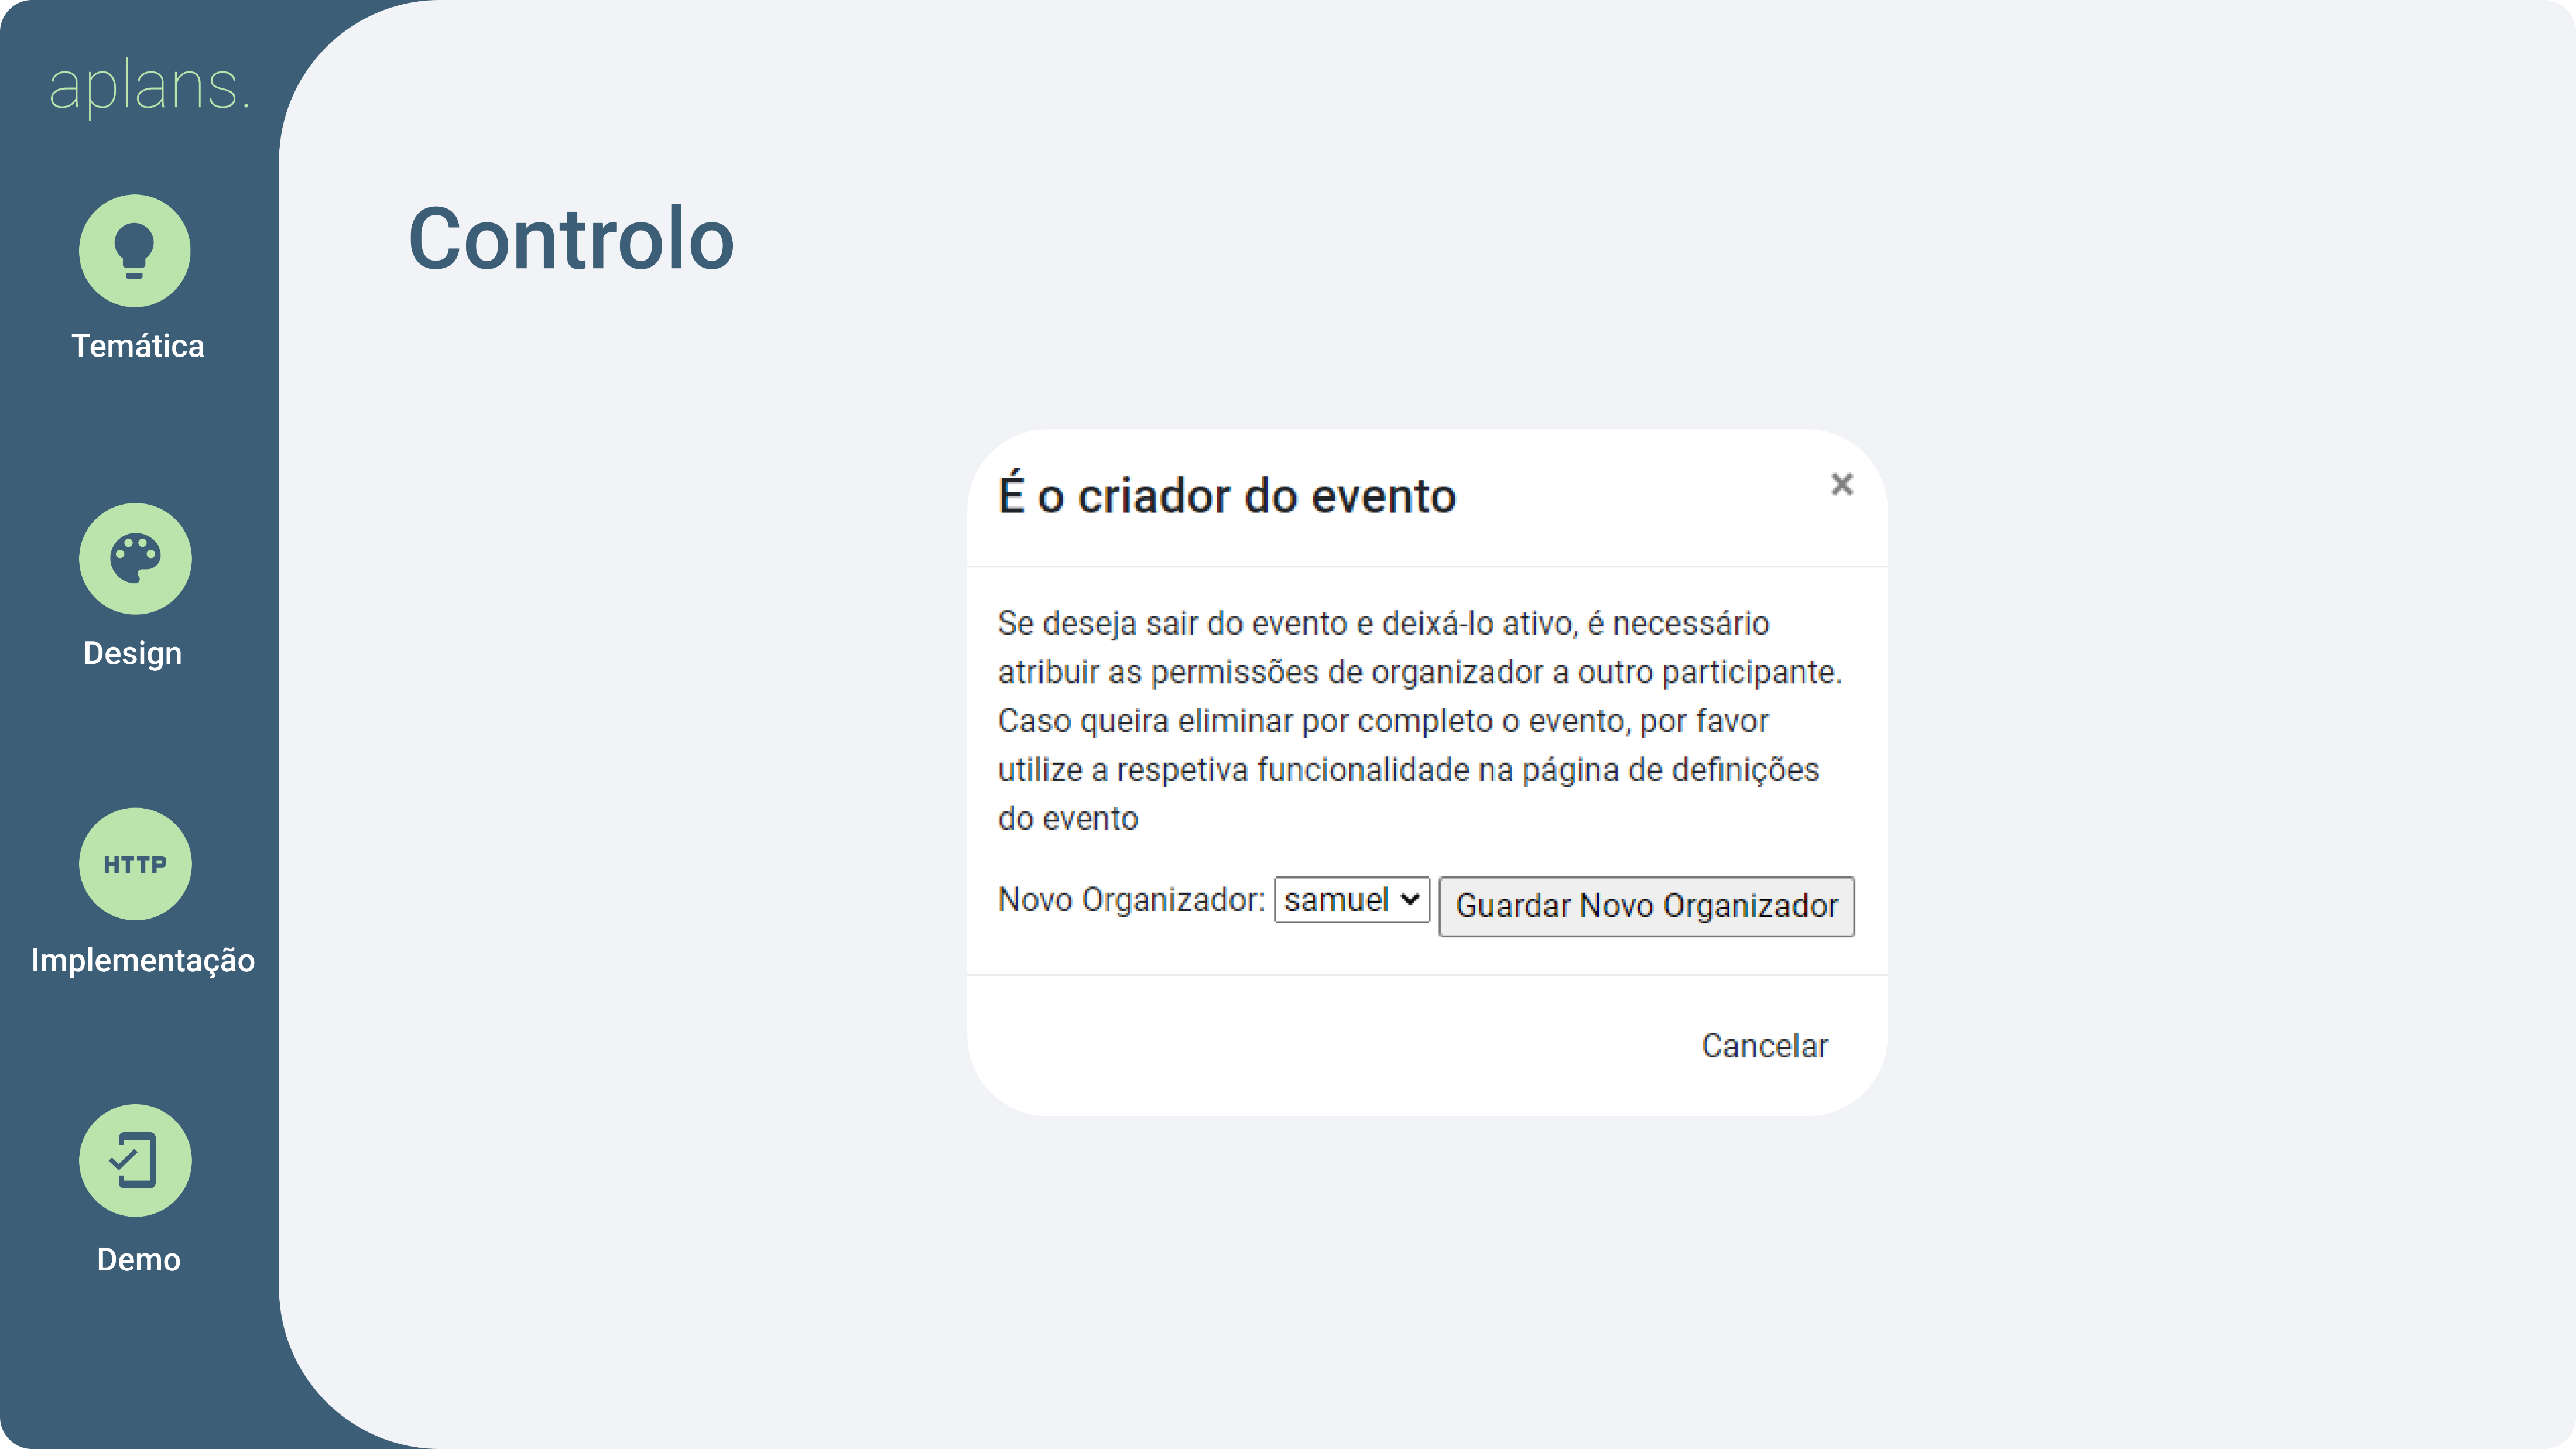 aplans.
Temática
Design
HTTP
Implementação
Demo
Controlo
É o criador do evento
×
Se deseja sair do evento e deixá-lo ativo, é necessário
atribuir as permissões de organizador a outro participante.
Caso queira eliminar por completo o evento, por favor
utilize a respetiva funcionalidade na página de definições
do evento
Novo Organizador: samuel Guardar Novo Organizador
Cancelar